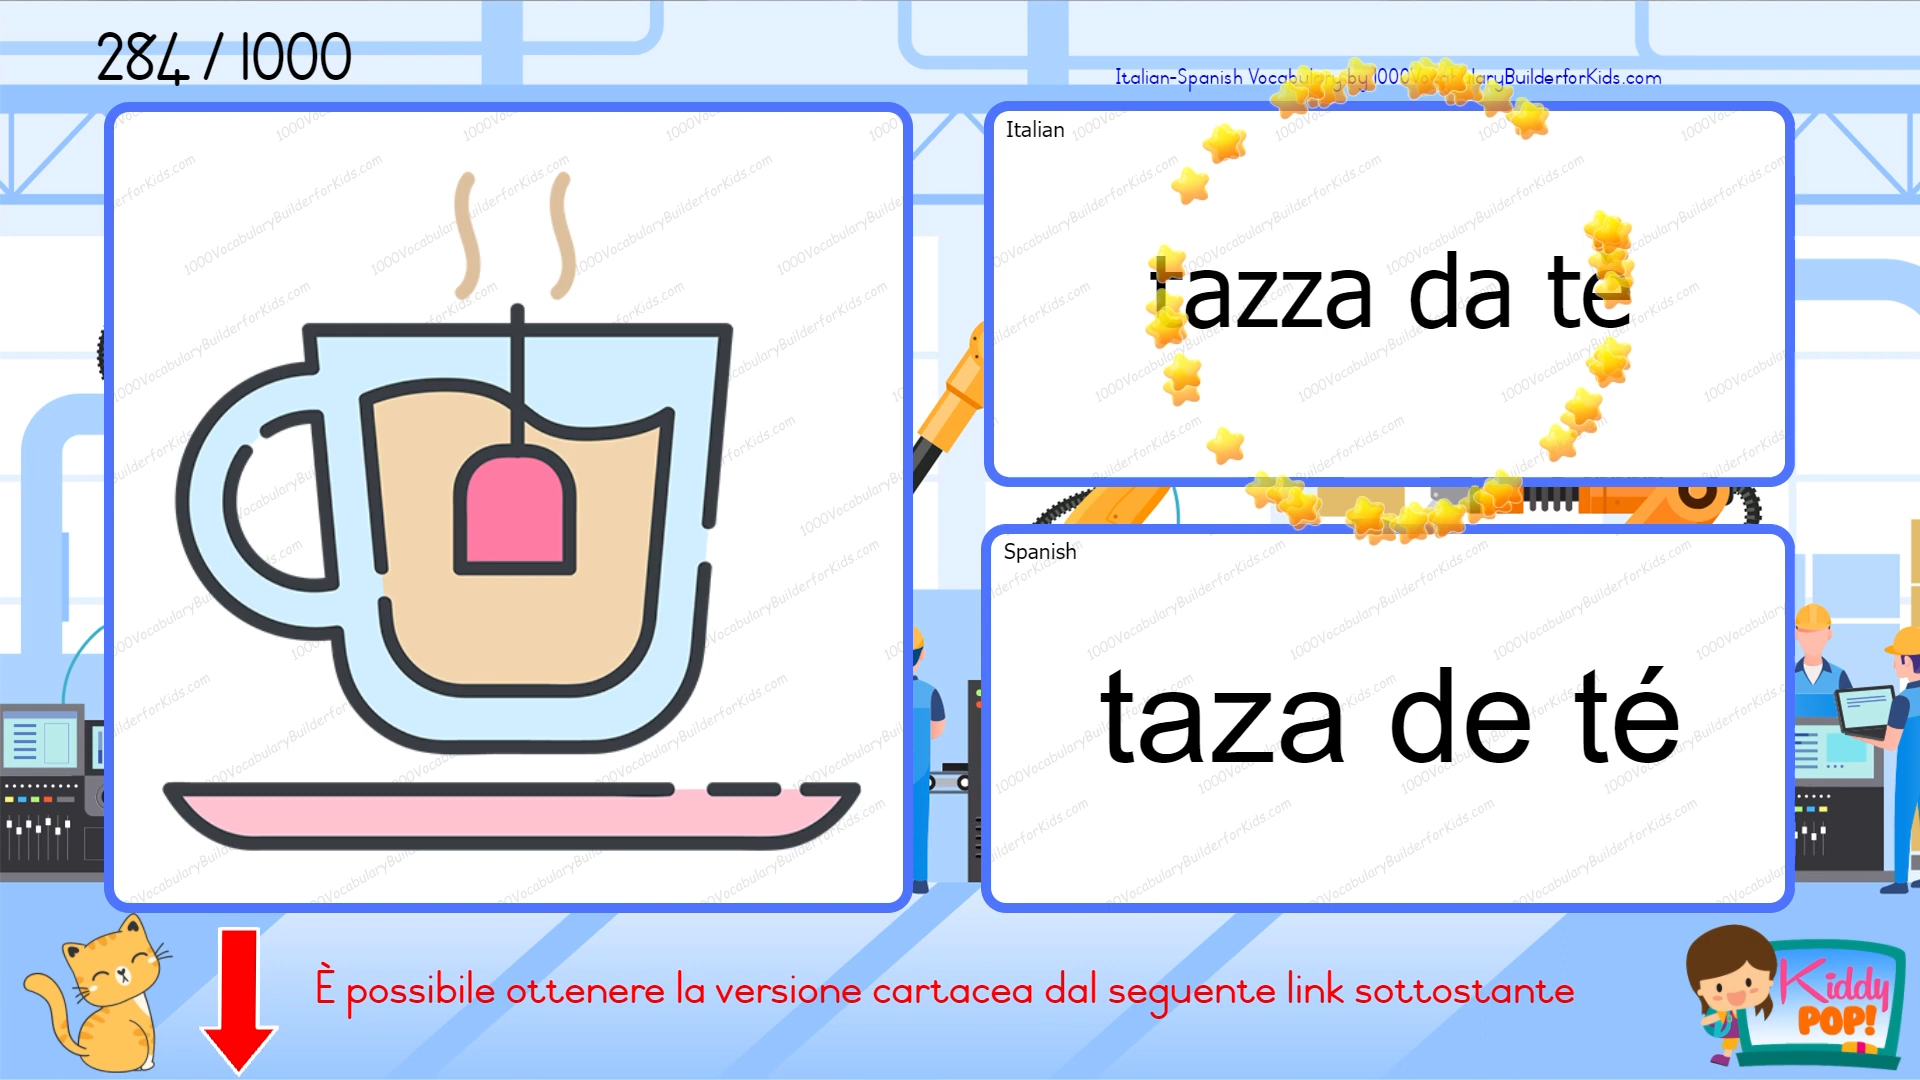 284 / 1000
Italian-Spanish Vocabulary by 1000VocabularyBuilderforKids.com
Italian
tazza da tè
Spanish
taza de té
È possibile ottenere la versione cartacea dal seguente link sottostante
Kiddy
POP!